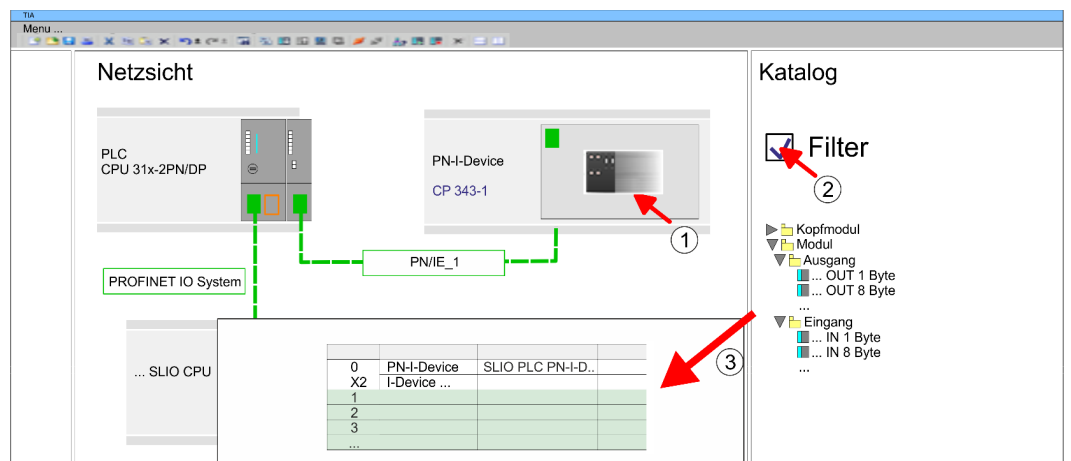 TIA
Menu ...
Netzsicht
PLC
CPU 31x-2PN/DP
PN-I-Device
CP 343-1
1
PN/IE_1
PROFINET IO System
... SLIO CPU
0 PN-I-Device SLIO PLC PN-I-D..
X2 I-Device ...
1
2
3
...
Katalog
Filter
2
Kopfmodul
Modul
Ausgang
... OUT 1 Byte
... OUT 8 Byte
...
Eingang
... IN 1 Byte
... IN 8 Byte
...
3